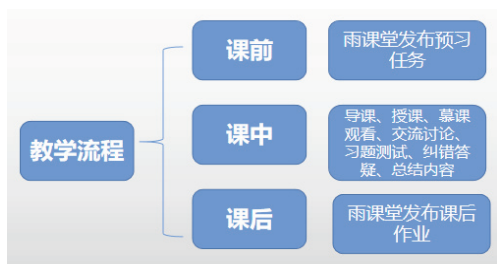 教学流程
课前
雨课堂发布预习
任务
课中
导课、授课、慕课
观看、交流讨论、
习题测试、纠错答
疑、总结内容
课后
雨课堂发布课后
作业